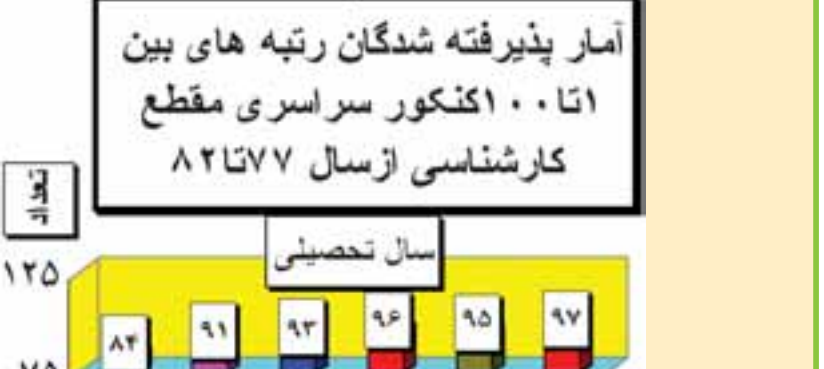 آمار پذیرفته شدگان رتبه های بین
۱تا۱۰۰کنکور سراسری مقطع
کارشناسی ازسال ۷۷تا۸۲
تعداد
سال تحصیلی
۱۲۵
۸۴ ۹۱ ۹۳ ۹۶ ۹۵ ۹۷
۷۵